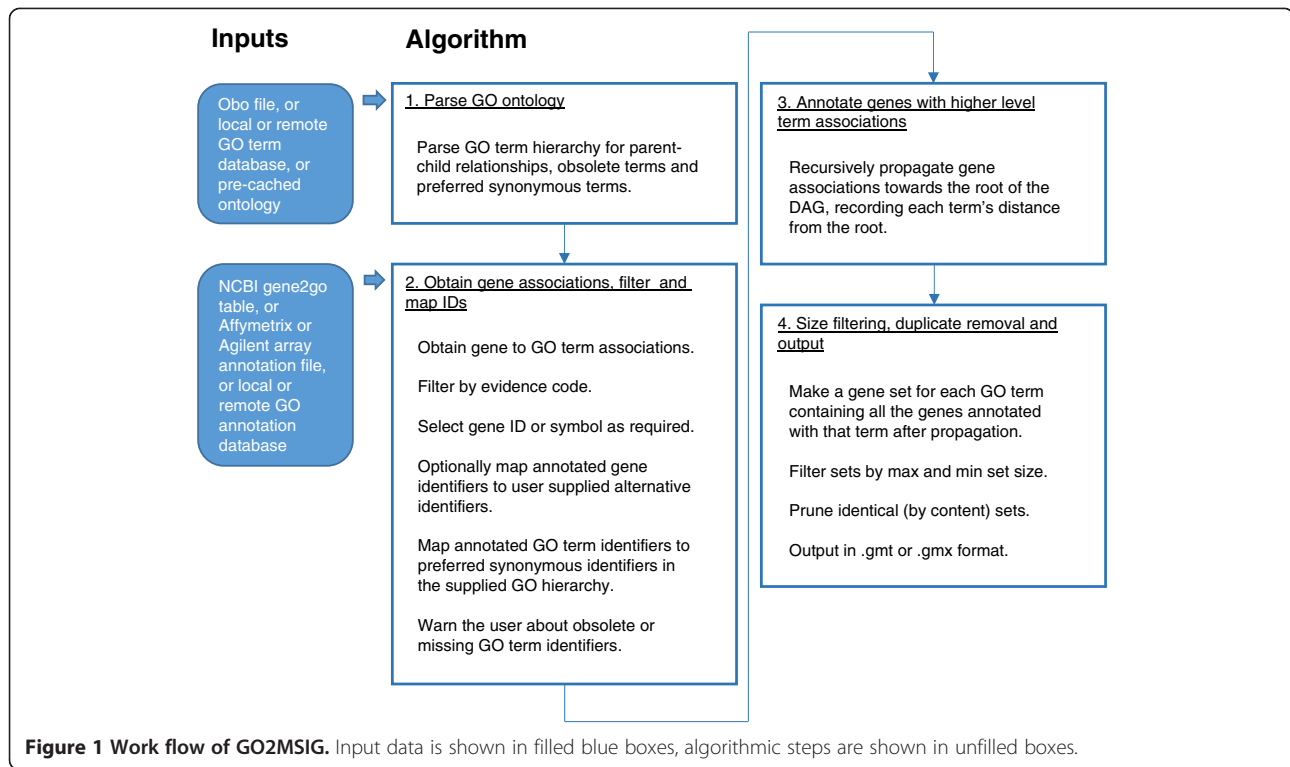 Inputs
Algorithm
Obo file, or
local or remote
GO term
database, or
pre-cached
ontology
1. Parse GO ontology
Parse GO term hierarchy for parent-
child relationships, obsolete terms and
preferred synonymous terms.
NCBI gene2go
table, or
Affymetrix or
Agilent array
annotation file,
or local or
remote GO
annotation
database
2. Obtain gene associations, filter and
map IDs
Obtain gene to GO term associations.
Filter by evidence code.
Select gene ID or symbol as required.
Optionally map annotated gene
identifiers to user supplied alternative
identifiers.
Map annotated GO term identifiers to
preferred synonymous identifiers in
the supplied GO hierarchy.
Warn the user about obsolete or
missing GO term identifiers.
3. Annotate genes with higher level
term associations
Recursively propagate gene
associations towards the root of the
DAG, recording each term's distance
from the root.
4. Size filtering, duplicate removal and
output
Make a gene set for each GO term
containing all the genes annotated
with that term after propagation.
Filter sets by max and min set size.
Prune identical (by content) sets.
Output in .gmt or .gmx format.
Figure 1 Work flow of GO2MSIG. Input data is shown in filled blue boxes, algorithmic steps are shown in unfilled boxes.